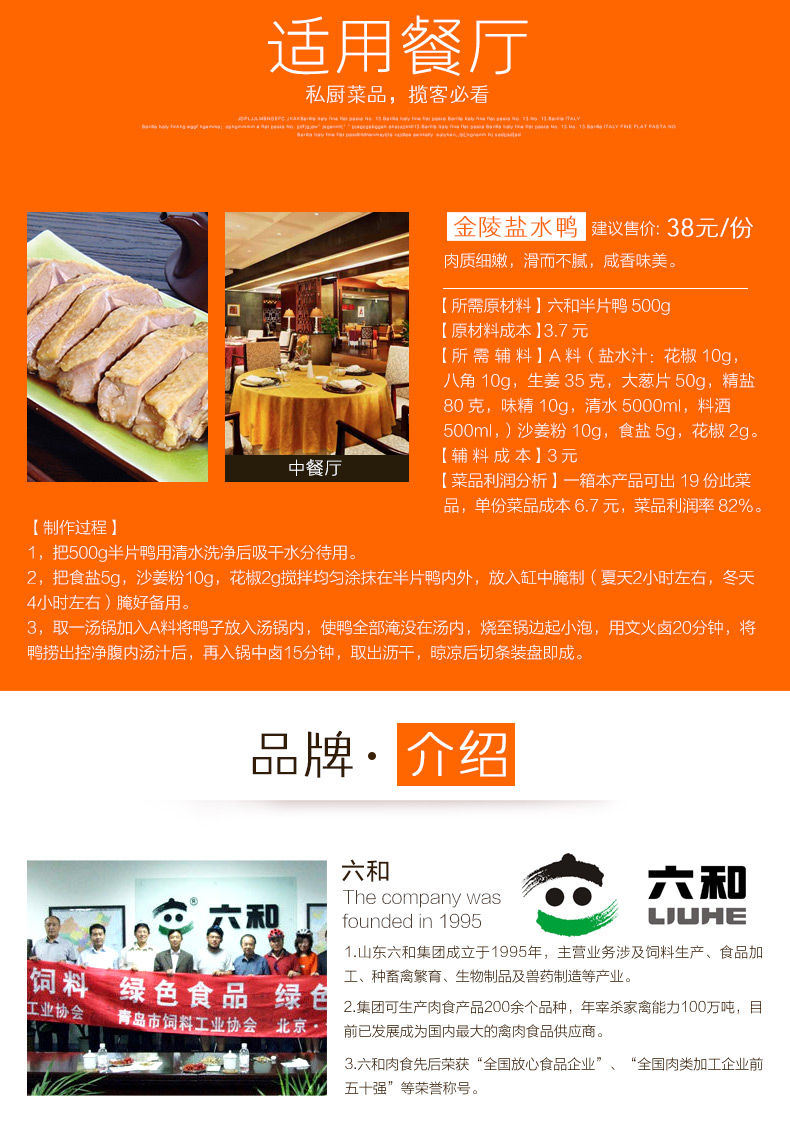 适用餐厅
私厨菜品，揽客必看
中餐厅
金陵盐水鸭 建议售价: 38元/份
肉质细嫩，滑而不腻，咸香味美。
【所需原材料】六和半片鸭 500g
【原材料成本】3.7 元
【所 需 辅 料】A 料（盐水汁：花椒 10g，
八角 10g，生姜 35 克，大葱片 50g，精盐
80 克，味精 10g，清水 5000ml，料酒
500ml，）沙姜粉 10g，食盐 5g，花椒 2g。
【辅 料 成 本】3 元
【菜品利润分析】一箱本产品可出 19 份此菜
品，单份菜品成本 6.7 元，菜品利润率 82%。
【制作过程】
1，把500g半片鸭用清水洗净后吸干水分待用。
2，把食盐5g，沙姜粉10g，花椒2g搅拌均匀涂抹在半片鸭内外，放入缸中腌制（夏天2小时左右，冬天
4小时左右）腌好备用。
3，取一汤锅加入A料将鸭子放入汤锅内，使鸭全部淹没在汤内，烧至锅边起小泡，用文火卤20分钟，将
鸭捞出控净腹内汤汁后，再入锅中卤15分钟，取出沥干，晾凉后切条装盘即成。
品牌·介绍
六和
The company was
founded in 1995
六和
LIUHE
® 六和
饲料 绿色食品 绿色
工业协会 青岛市饲料工业协会 北京·
1.山东六和集团成立于1995年，主营业务涉及饲料生产、食品加
工、种畜禽繁育、生物制品及兽药制造等产业。
2.集团可生产肉食产品200余个品种，年宰杀家禽能力100万吨，目
前已发展成为国内最大的禽肉食品供应商。
3.六和肉食先后荣获“全国放心食品企业”、“全国肉类加工企业前
五十强”等荣誉称号。